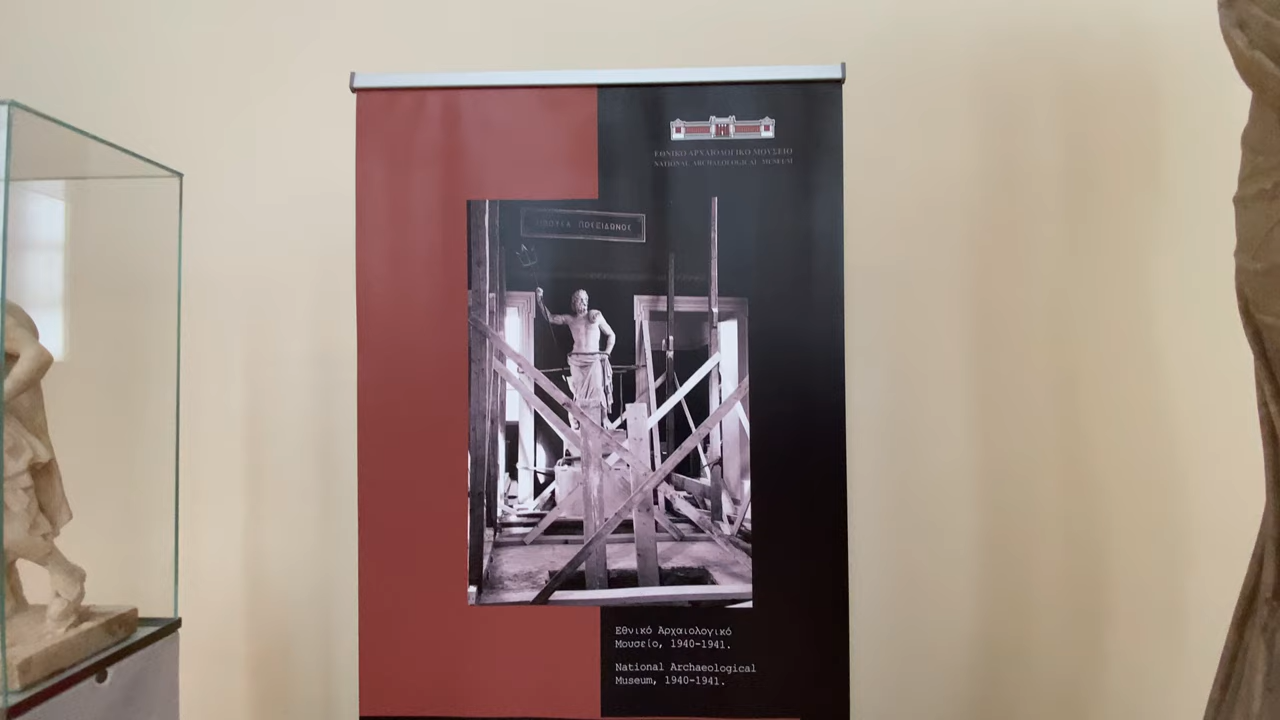 ΕΘΝΙΚΟ ΑΡΧΑΙΟΛΟΓΙΚΟ ΜΟΥΣΕΙΟ
NATIONAL ARCHAEOLOGICAL MUSEUM
ΠΟΣΕΙΔΩΝΟΣ
Εθνικό Αρχαιολογικό
Μουσείο, 1940-1941.
National Archaeological
Museum, 1940-1941.